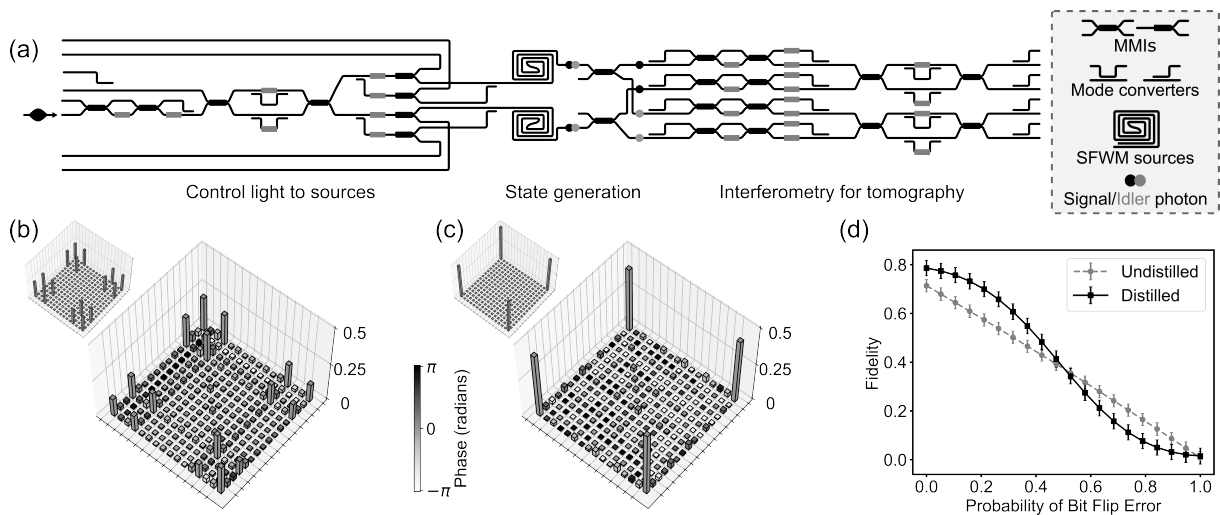 (a)
MMIs
Mode converters
SFWM sources
Signal/Idler photon
Control light to sources
State generation
Interferometry for tomography
(b)
0.5
0.25
0
π
0
−π
Phase (radians)
(c)
0.5
0.25
0
(d)
Undistilled
Distilled
0.8
0.6
0.4
0.2
0.0
Fidelity
0.0 0.2 0.4 0.6 0.8 1.0
Probability of Bit Flip Error